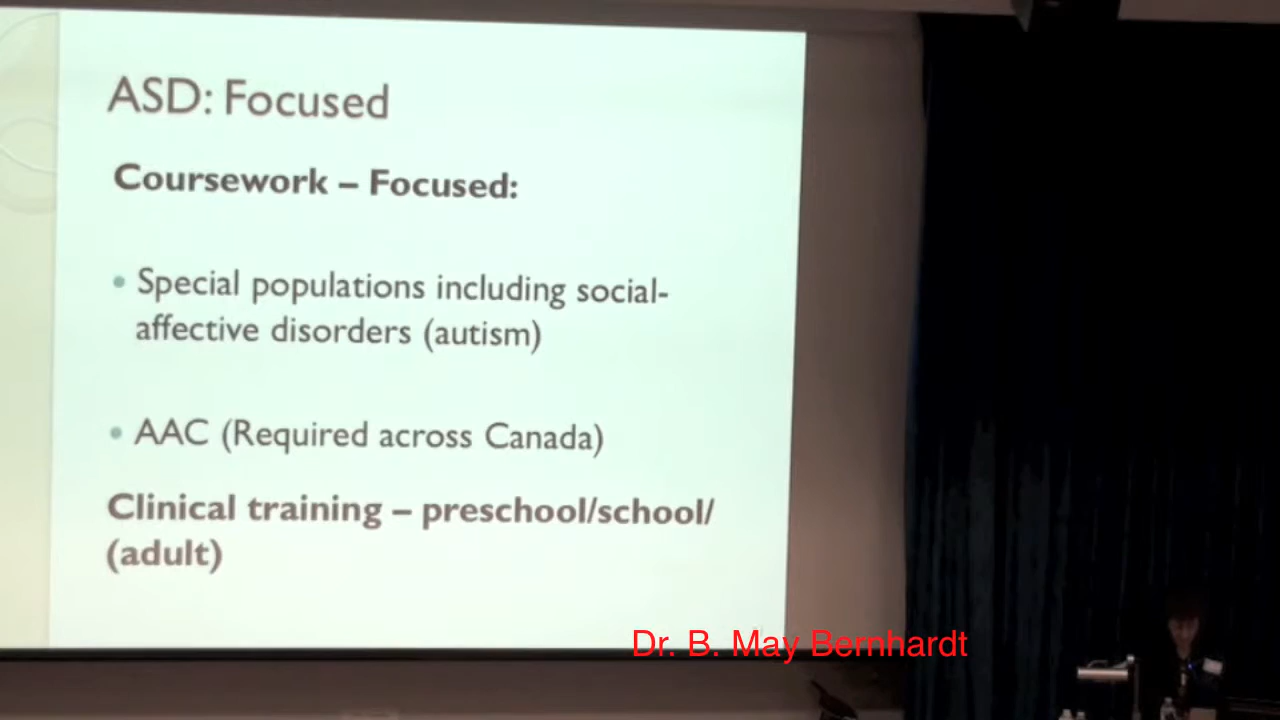 ASD: Focused
Coursework – Focused:
• Special populations including social-
affective disorders (autism)
• AAC (Required across Canada)
Clinical training – preschool/school/
(adult)
Dr. B. May Bernhardt